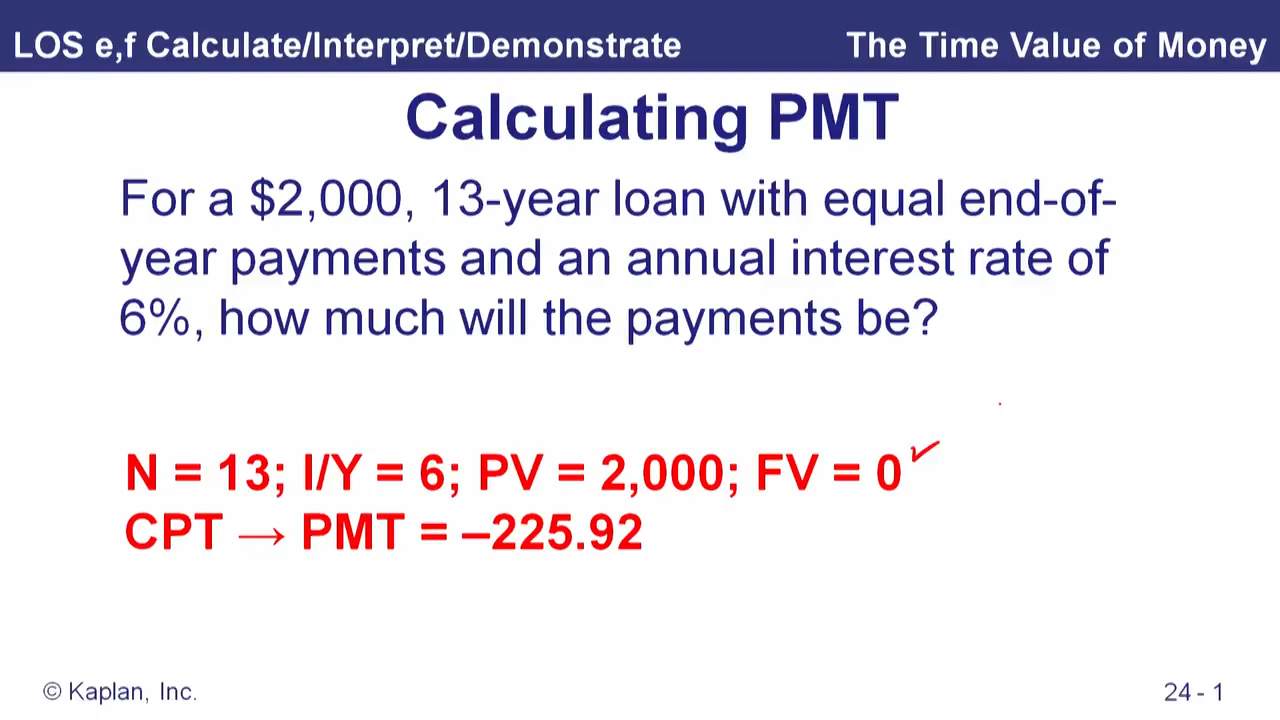 LOS e,f Calculate/Interpret/Demonstrate
The Time Value of Money
Calculating PMT
For a $2,000, 13-year loan with equal end-of-
year payments and an annual interest rate of
6%, how much will the payments be?
N = 13; I/Y = 6; PV = 2,000; FV = 0 ✓
CPT → PMT = –225.92
© Kaplan, Inc.
24 - 1